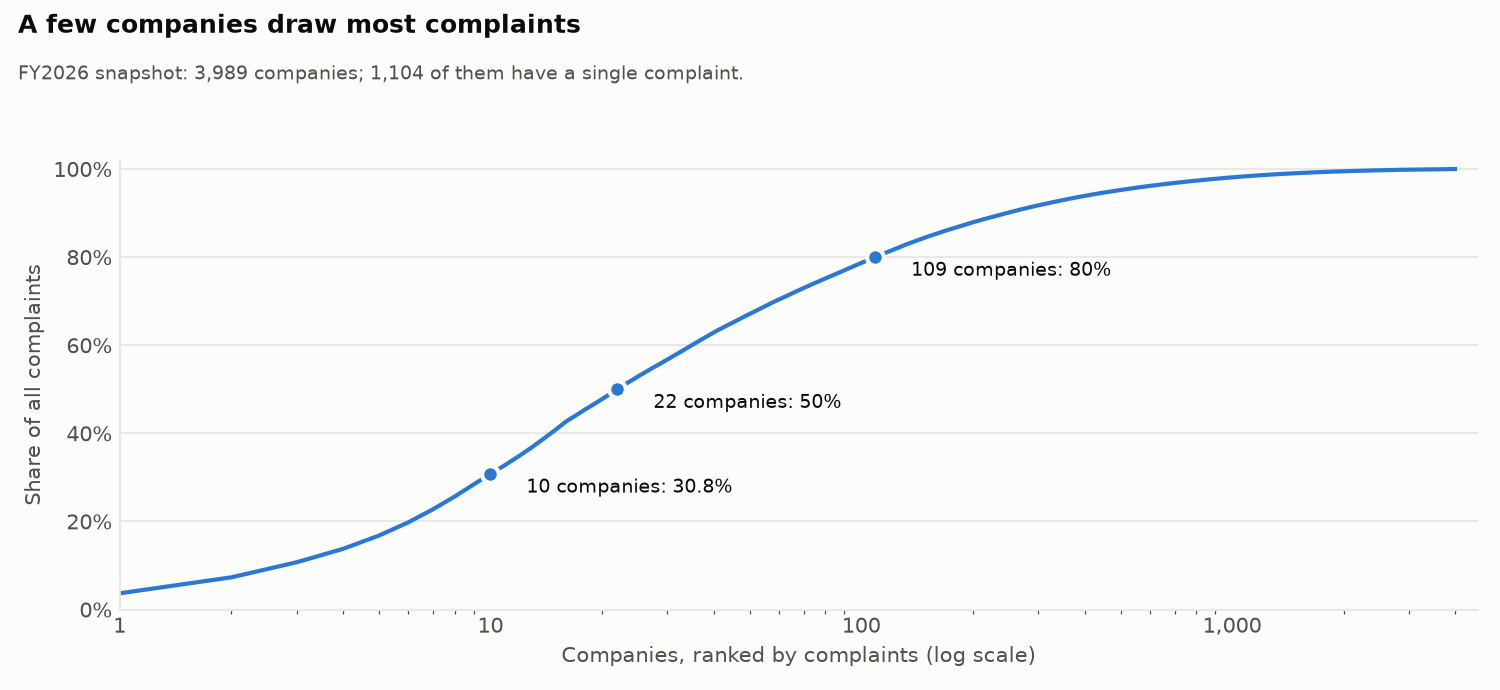 A few companies draw most complaints
FY2026 snapshot: 3,989 companies; 1,104 of them have a single complaint.
100%
80%
60%
40%
20%
0%
Share of all complaints
109 companies: 80%
22 companies: 50%
10 companies: 30.8%
1
10
100
1,000
Companies, ranked by complaints (log scale)